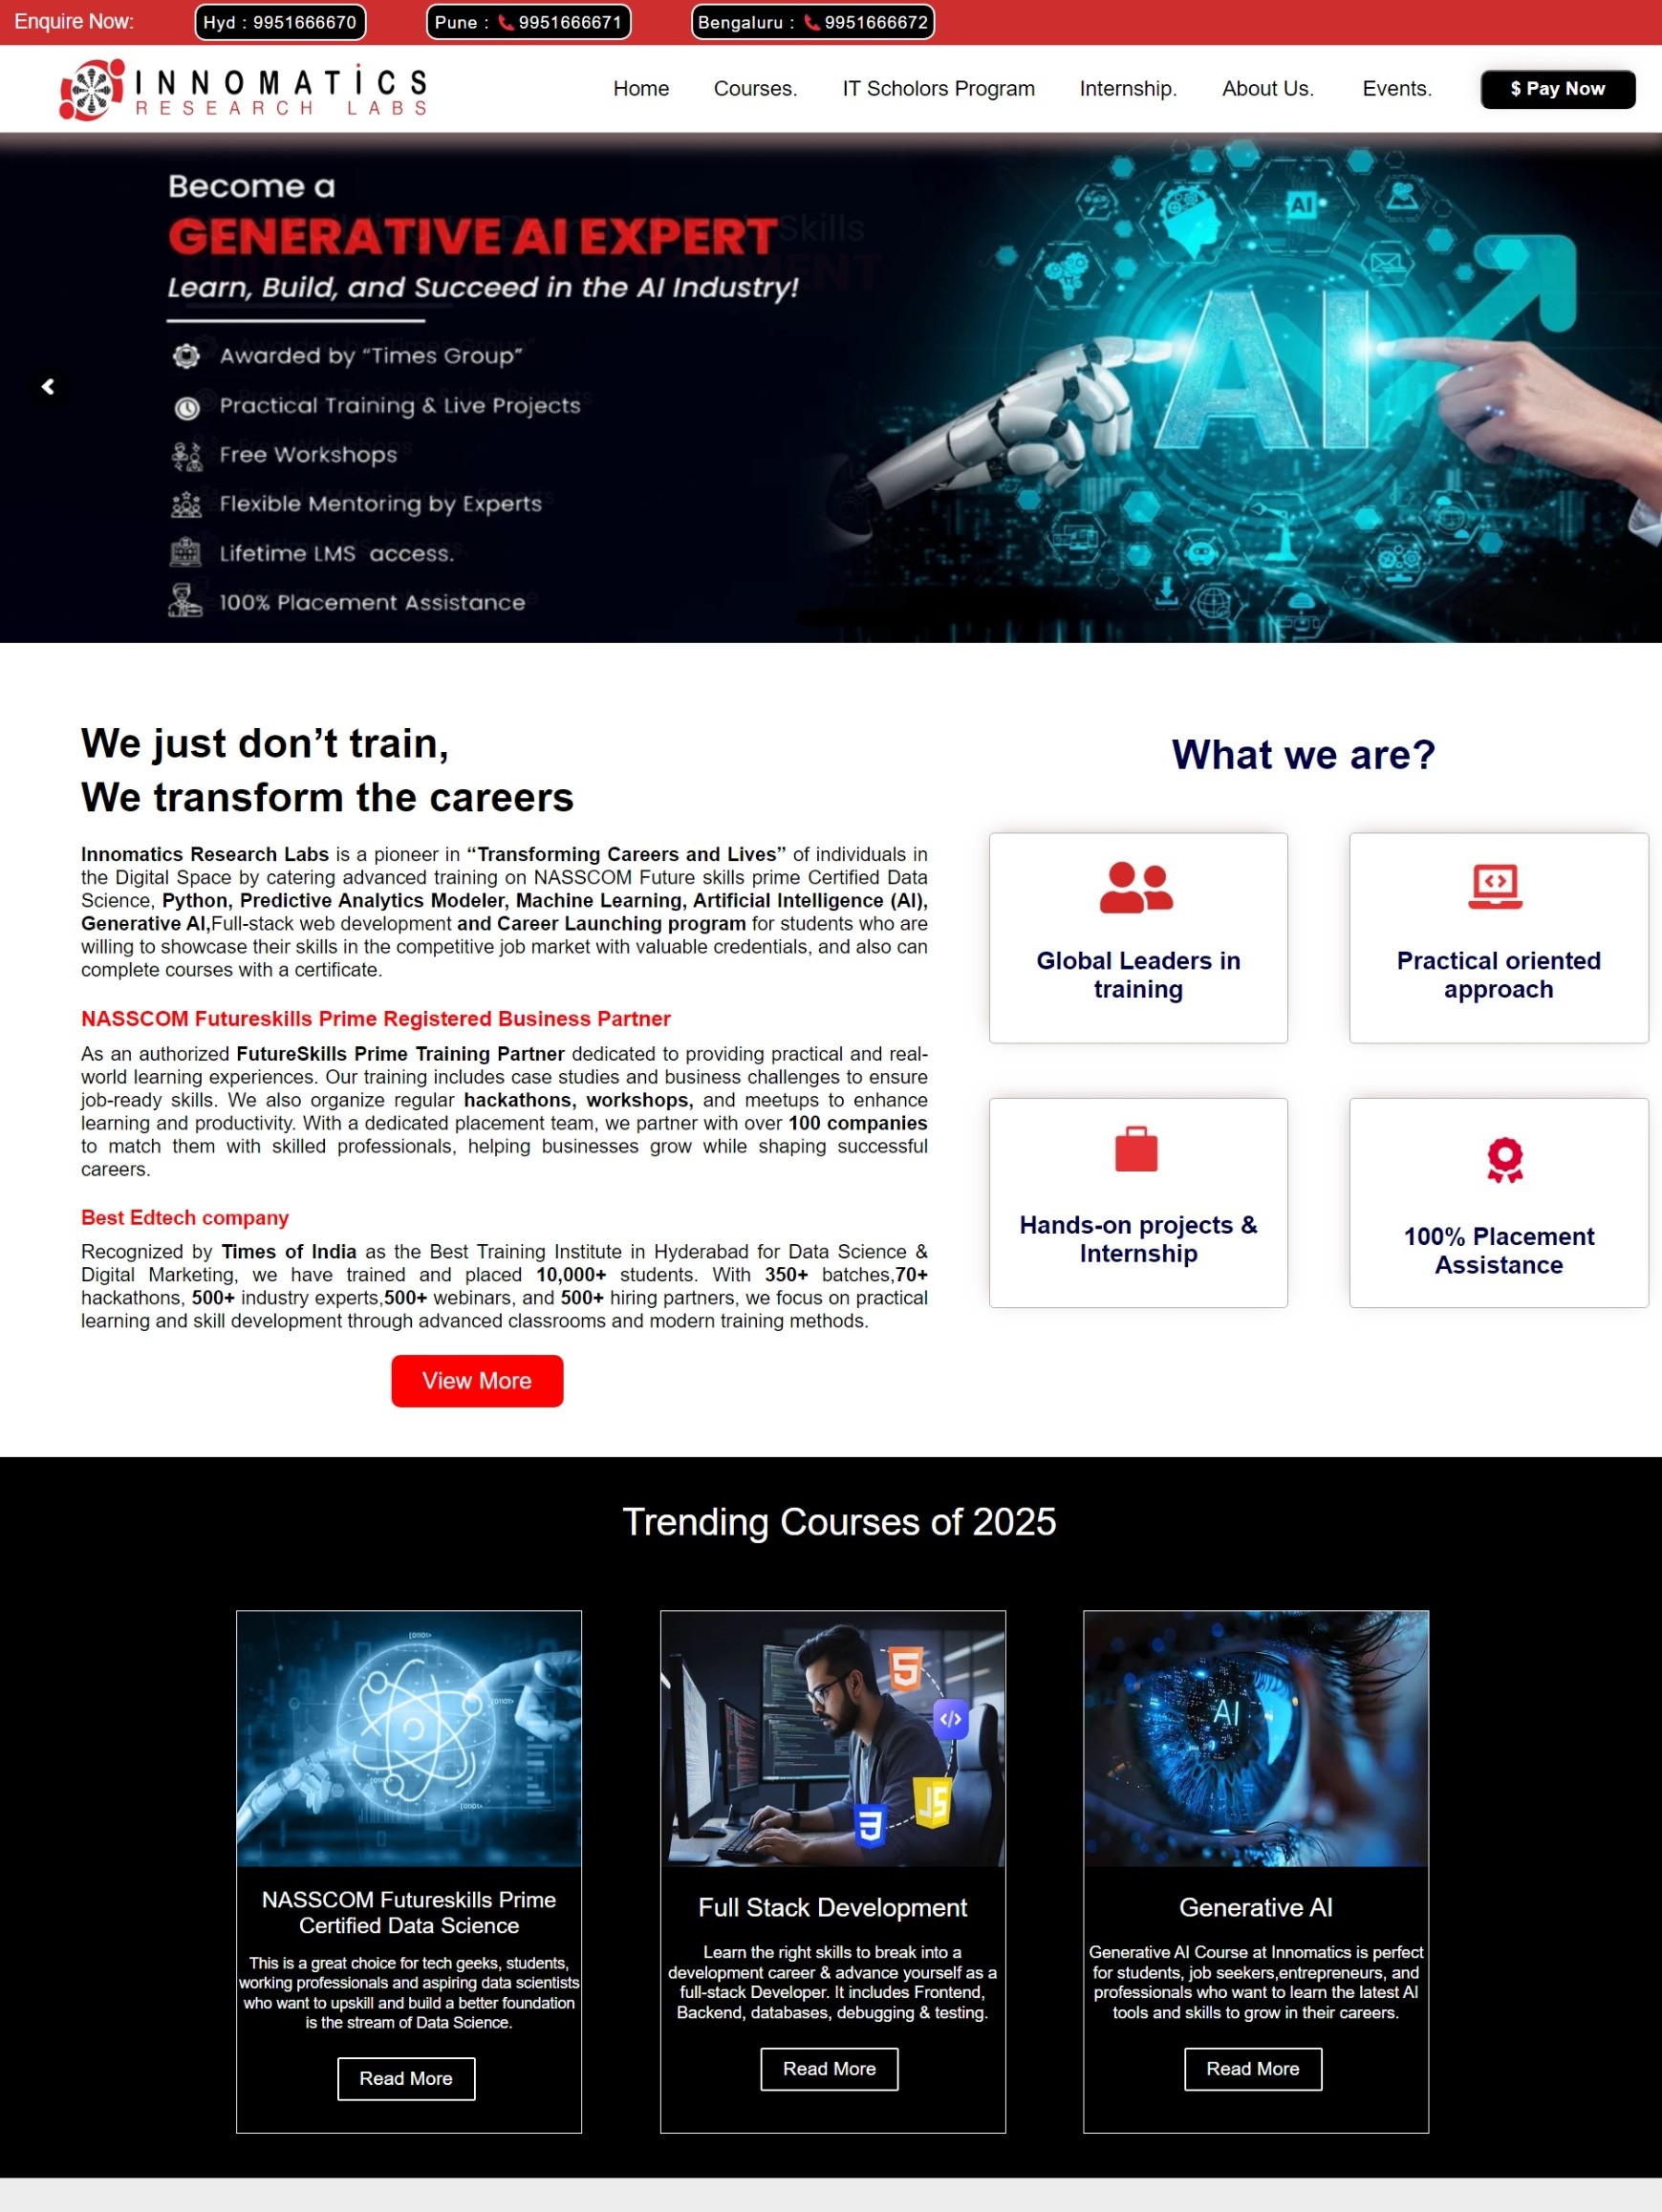 Enquire Now:
Hyd : 9951666670
Pune : 9951666671
Bengaluru : 9951666672
INNOMATICS
RESEARCH LABS
Home
Courses.
IT Scholors Program
Internship.
About Us.
Events.
$ Pay Now
Become a
GENERATIVE AI EXPERT
Learn, Build, and Succeed in the AI Industry!
Awarded by “Times Group”
Practical Training & Live Projects
Free Workshops
Flexible Mentoring by Experts
Lifetime LMS access.
100% Placement Assistance
AI
AI
We just don’t train,
We transform the careers
Innomatics Research Labs is a pioneer in “Transforming Careers and Lives” of individuals in
the Digital Space by catering advanced training on NASSCOM Future skills prime Certified Data
Science, Python, Predictive Analytics Modeler, Machine Learning, Artificial Intelligence (AI),
Generative AI,Full-stack web development and Career Launching program for students who are
willing to showcase their skills in the competitive job market with valuable credentials, and also can
complete courses with a certificate.
NASSCOM Futureskills Prime Registered Business Partner
As an authorized FutureSkills Prime Training Partner dedicated to providing practical and real-
world learning experiences. Our training includes case studies and business challenges to ensure
job-ready skills. We also organize regular hackathons, workshops, and meetups to enhance
learning and productivity. With a dedicated placement team, we partner with over 100 companies
to match them with skilled professionals, helping businesses grow while shaping successful
careers.
Best Edtech company
Recognized by Times of India as the Best Training Institute in Hyderabad for Data Science &
Digital Marketing, we have trained and placed 10,000+ students. With 350+ batches,70+
hackathons, 500+ industry experts,500+ webinars, and 500+ hiring partners, we focus on practical
learning and skill development through advanced classrooms and modern training methods.
View More
What we are?
Global Leaders in
training
Practical oriented
approach
Hands-on projects &
Internship
100% Placement
Assistance
Trending Courses of 2025
NASSCOM Futureskills Prime
Certified Data Science
This is a great choice for tech geeks, students,
working professionals and aspiring data scientists
who want to upskill and build a better foundation
is the stream of Data Science.
Read More
5
</>
JS
3
Full Stack Development
Learn the right skills to break into a
development career & advance yourself as a
full-stack Developer. It includes Frontend,
Backend, databases, debugging & testing.
Read More
AI
Generative AI
Generative AI Course at Innomatics is perfect
for students, job seekers,entrepreneurs, and
professionals who want to learn the latest AI
tools and skills to grow in their careers.
Read More